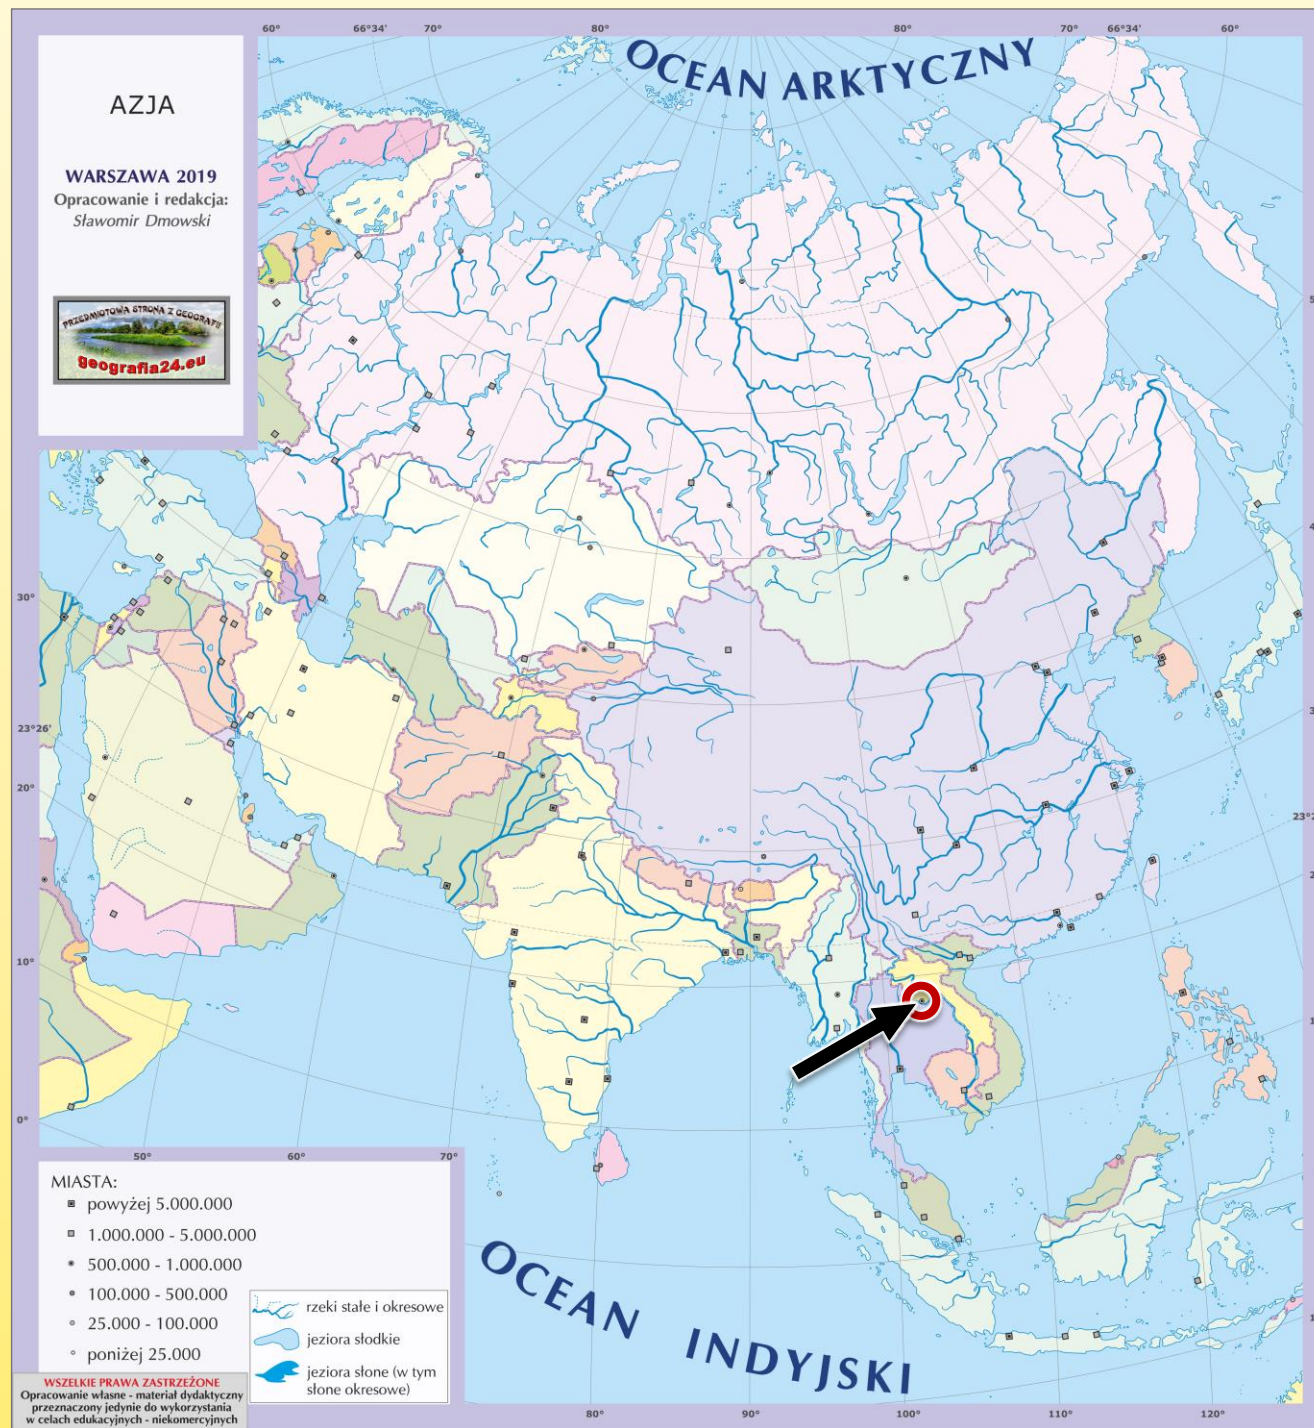 60° 66°34' 70° 80° 80° 70° 66°34' 60°
OCEAN ARKTYCZNY
AZJA
WARSZAWA 2019
Opracowanie i redakcja:
Sławomir Dmowski
PRZEDMIOTOWA STRONA Z GEOGRAFII
geografia24.eu
30°
23°26'
20°
10°
0°
50° 60° 70°
MIASTA:
powyżej 5.000.000
1.000.000 - 5.000.000
500.000 - 1.000.000
100.000 - 500.000
25.000 - 100.000
poniżej 25.000
rzeki stałe i okresowe
jeziora słodkie
jeziora słone (w tym
słone okresowe)
OCEAN INDYJSKI
WSZELKIE PRAWA ZASTRZEŻONE
Opracowanie własne - materiał dydaktyczny
przeznaczony jedynie do wykorzystania
w celach edukacyjnych - niekomercyjnych
80° 90° 100° 110° 120°